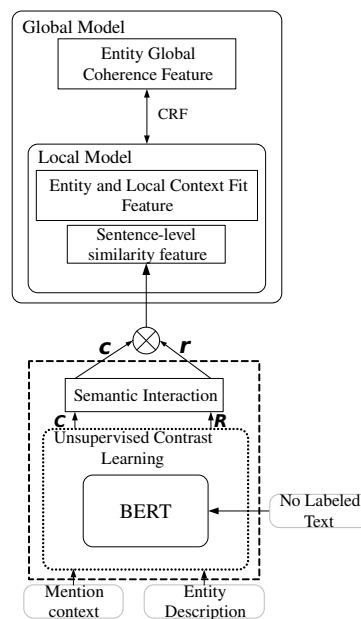 Global Model
Entity Global
Coherence Feature
CRF
Local Model
Entity and Local Context Fit
Feature
Sentence-level
similarity feature
c
r
Semantic Interaction
C
R
Unsupervised Contrast
Learning
BERT
No Labeled
Text
Mention
context
Entity
Description